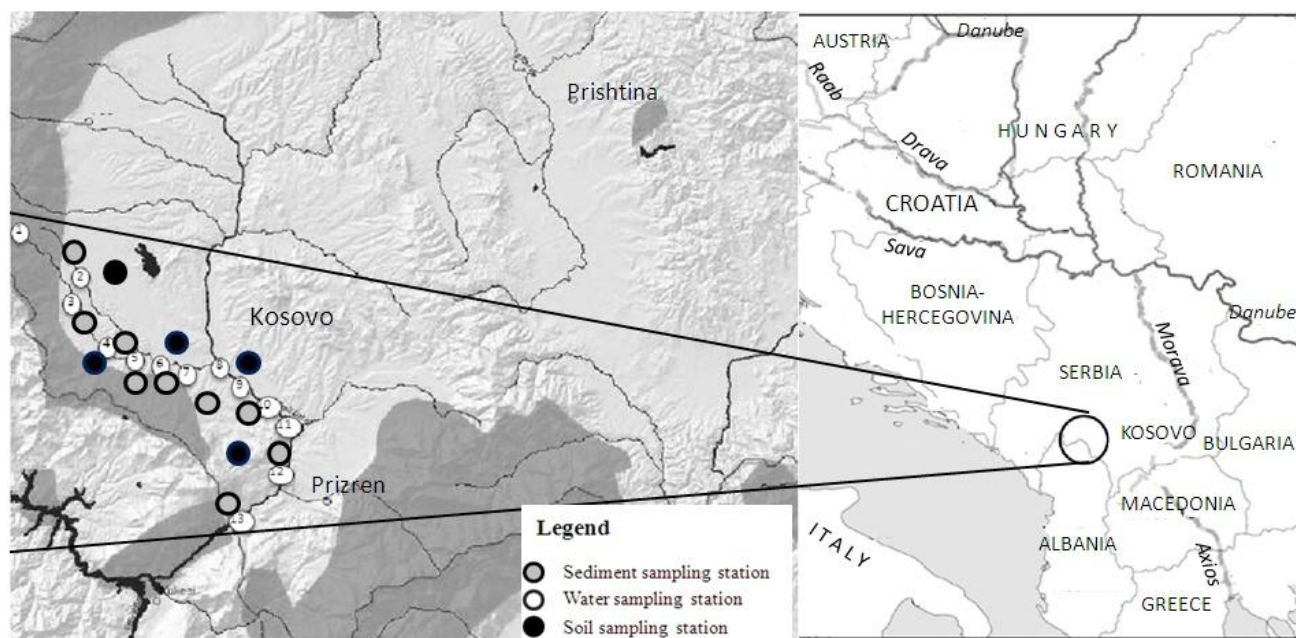 Prishtina
1
2
3
Kosovo
4
5
6
7
8
9
10
11
12
Prizren
13
Legend
Sediment sampling station
Water sampling station
Soil sampling station
AUSTRIA
Danube
Raab
HUNGARY
Drava
ROMANIA
CROATIA
Sava
BOSNIA-
HERCEGOVINA
Danube
Morava
SERBIA
KOSOVO
BULGARIA
MACEDONIA
ITALY
ALBANIA
Axios
GREECE